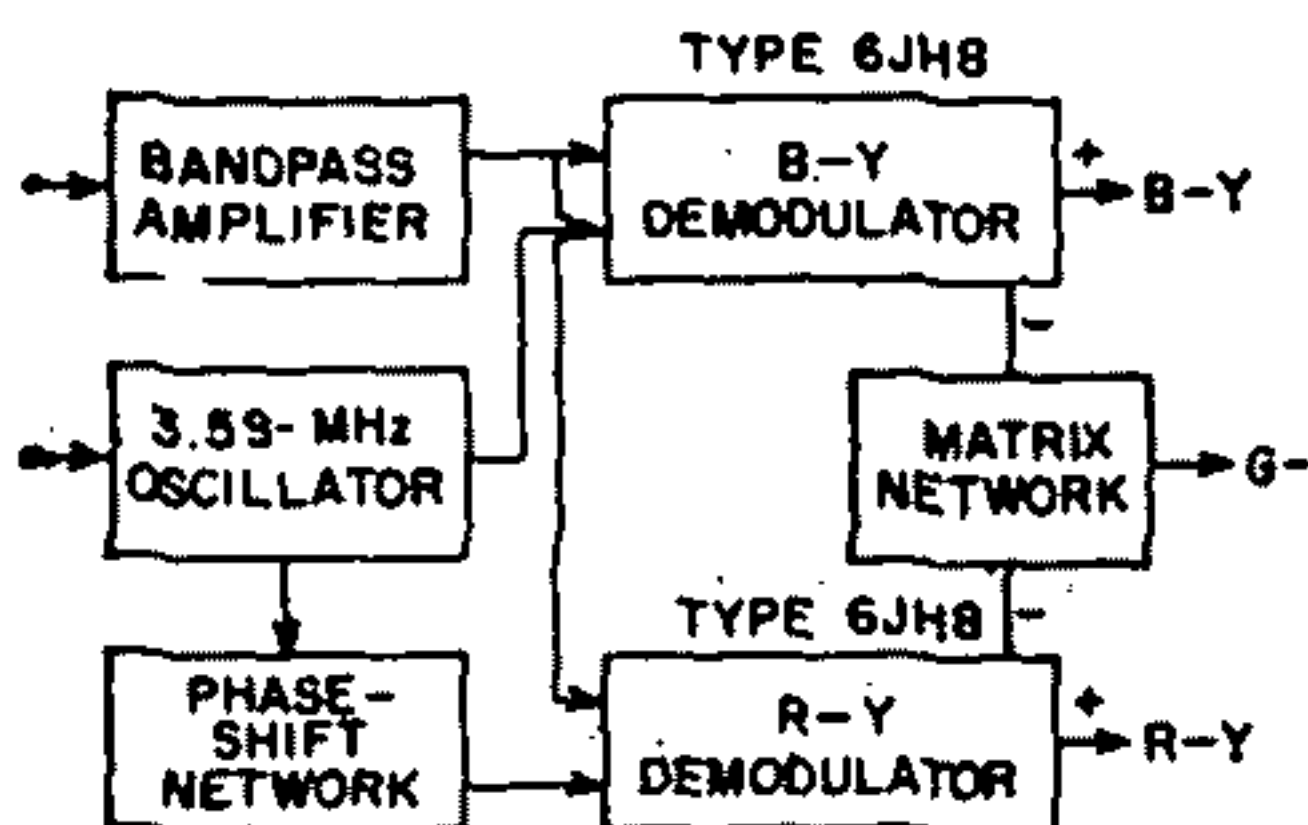 TYPE 6JH8
BANDPASS
AMPLIFIER
B-Y
DEMODULATOR
+
B-Y
-
3.59-MHz
OSCILLATOR
MATRIX
NETWORK
G-
TYPE 6JH8
-
PHASE-
SHIFT
NETWORK
R-Y
DEMODULATOR
+
R-Y